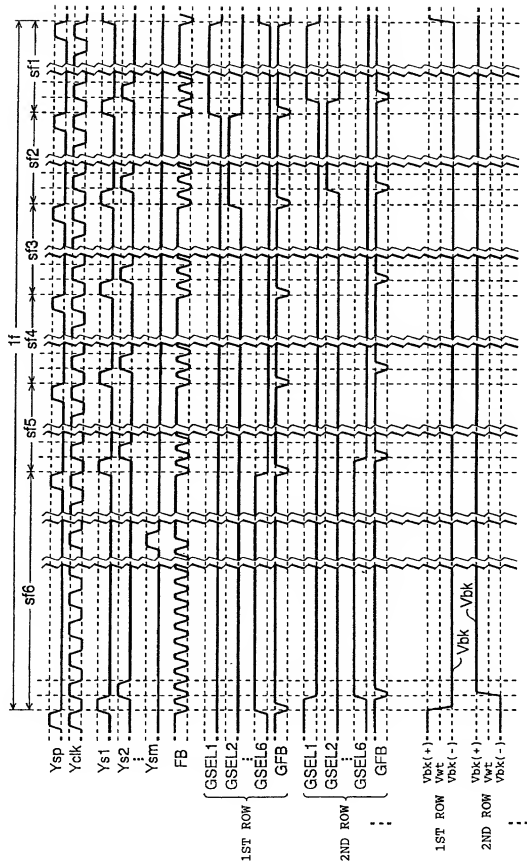 1f
sf6
sf5
sf4
sf3
sf2
sf1
Ysp
Yclk
Ys1
Ys2
⋮
Ysm
FB
1ST ROW
GSEL1
GSEL2
⋮
GSEL6
GFB
2ND ROW
GSEL1
GSEL2
⋮
GSEL6
GFB
⋮
1ST ROW
Vbk(+)
Vwt
Vbk(-)
Vbk
2ND ROW
Vbk(+)
Vwt
Vbk(-)
Vbk
⋮